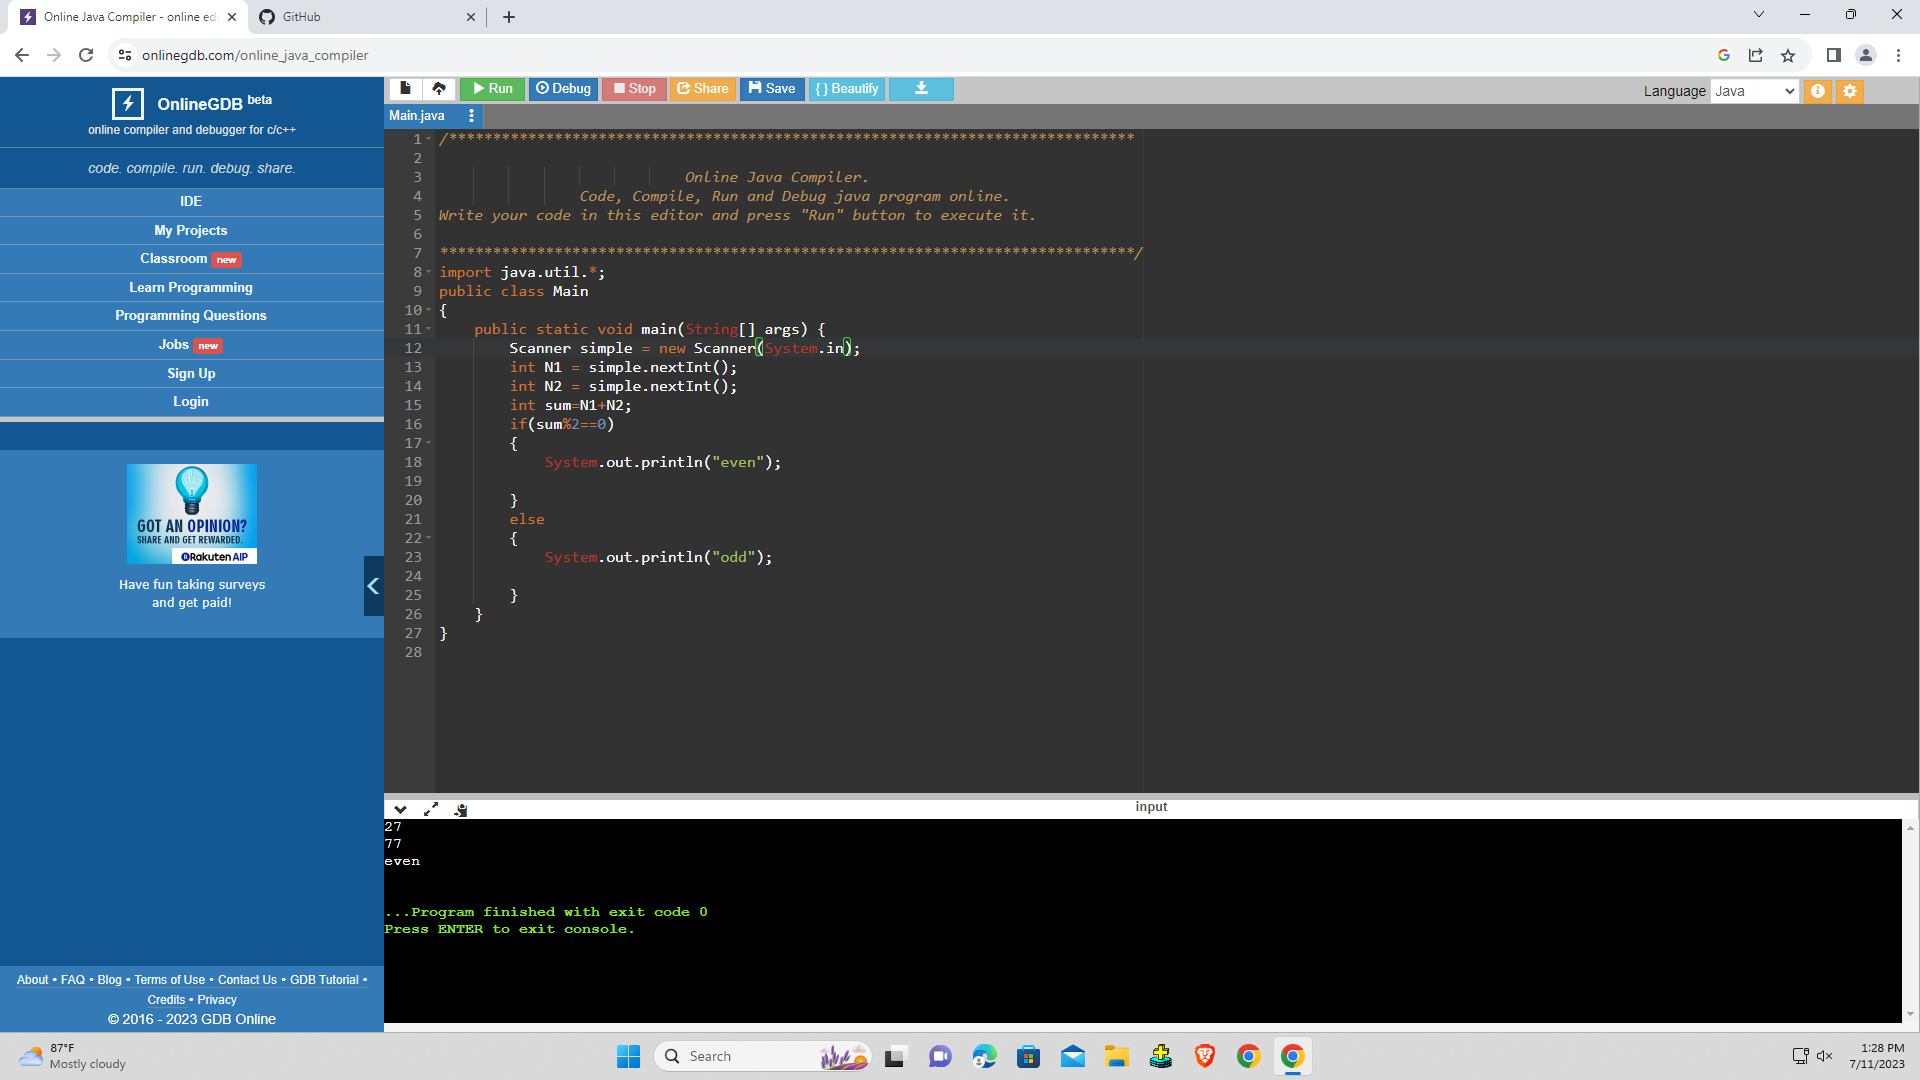 Online Java Compiler - online edi
GitHub
onlinegdb.com/online_java_compiler
OnlineGDB beta
online compiler and debugger for c/c++
code. compile. run. debug. share.
IDE
My Projects
Classroom new
Learn Programming
Programming Questions
Jobs new
Sign Up
Login
GOT AN OPINION?
SHARE AND GET REWARDED.
Rakuten AIP
Have fun taking surveys
and get paid!
About • FAQ • Blog • Terms of Use • Contact Us • GDB Tutorial •
Credits • Privacy
© 2016 - 2023 GDB Online
Run Debug Stop Share Save { } Beautify
Language Java
Main.java
1 /******************************************************************************
2
3 Online Java Compiler.
4 Code, Compile, Run and Debug java program online.
5 Write your code in this editor and press "Run" button to execute it.
6
7 *******************************************************************************/
8 import java.util.*;
9 public class Main
10 {
11 public static void main(String[] args) {
12 Scanner simple = new Scanner(System.in);
13 int N1 = simple.nextInt();
14 int N2 = simple.nextInt();
15 int sum=N1+N2;
16 if(sum%2==0)
17 {
18 System.out.println("even");
19
20 }
21 else
22 {
23 System.out.println("odd");
24
25 }
26 }
27 }
28
input
27
77
even
...Program finished with exit code 0
Press ENTER to exit console.
87°F
Mostly cloudy
Search
1:28 PM
7/11/2023